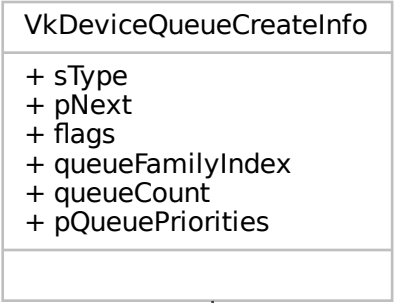 VkDeviceQueueCreateInfo
+ sType
+ pNext
+ flags
+ queueFamilyIndex
+ queueCount
+ pQueuePriorities